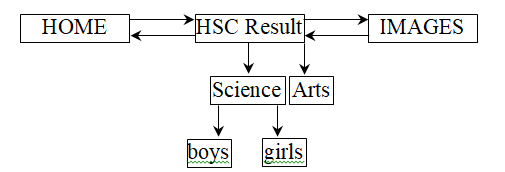 HOME HSC Result IMAGES
Science Arts
boys girls